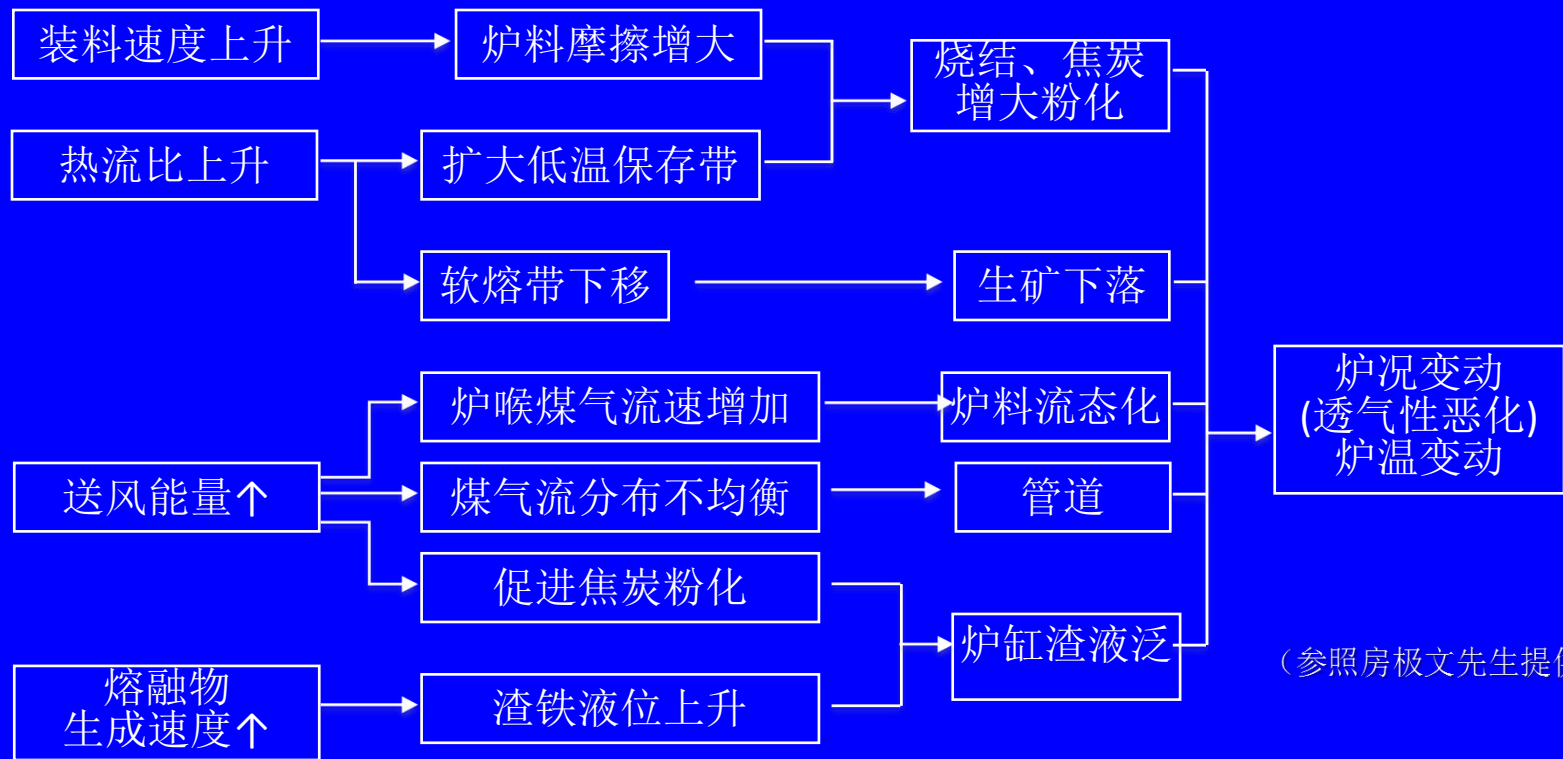 装料速度上升
炉料摩擦增大
烧结、焦炭
增大粉化
热流比上升
扩大低温保存带
软熔带下移
生矿下落
炉喉煤气流速增加
炉料流态化
炉况变动
(透气性恶化)
炉温变动
送风能量↑
煤气流分布不均衡
管道
促进焦炭粉化
炉缸渣液泛
(参照房极文先生提供
熔融物
生成速度↑
渣铁液位上升